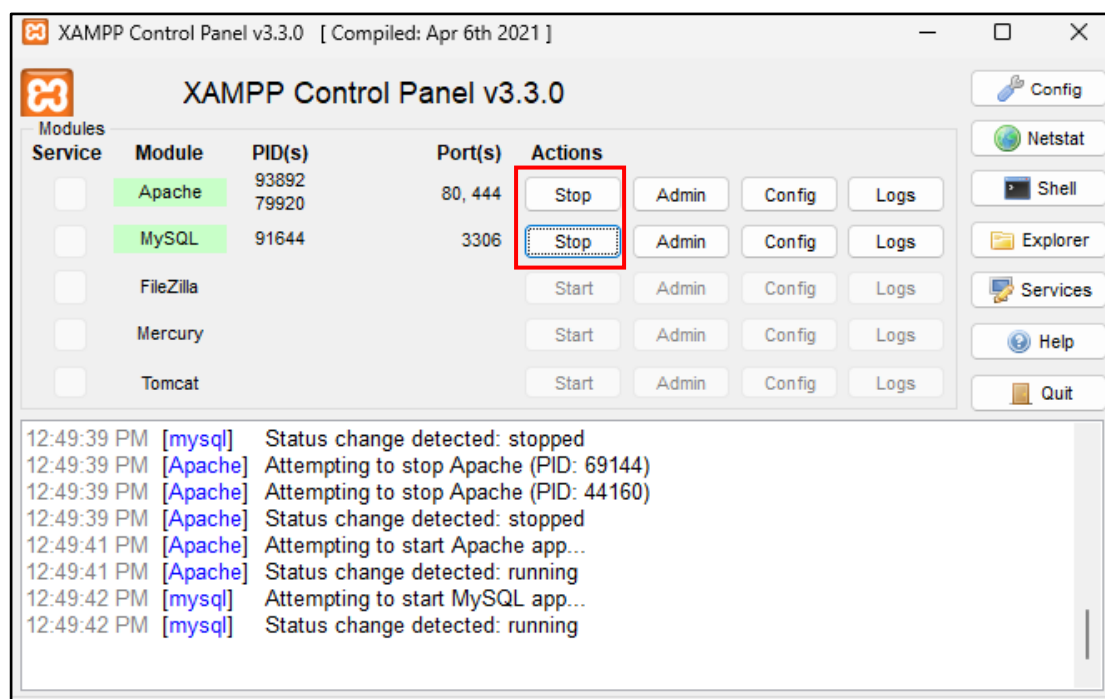 XAMPP Control Panel v3.3.0 [ Compiled: Apr 6th 2021 ]
XAMPP Control Panel v3.3.0
Config
Modules
Netstat
Service Module PID(s) Port(s) Actions
Apache 93892 79920 80, 444 Stop Admin Config Logs
Shell
MySQL 91644 3306 Stop Admin Config Logs
Explorer
FileZilla Start Admin Config Logs
Services
Mercury Start Admin Config Logs
Help
Tomcat Start Admin Config Logs
Quit
12:49:39 PM [mysql] Status change detected: stopped
12:49:39 PM [Apache] Attempting to stop Apache (PID: 69144)
12:49:39 PM [Apache] Attempting to stop Apache (PID: 44160)
12:49:39 PM [Apache] Status change detected: stopped
12:49:41 PM [Apache] Attempting to start Apache app...
12:49:41 PM [Apache] Status change detected: running
12:49:42 PM [mysql] Attempting to start MySQL app...
12:49:42 PM [mysql] Status change detected: running